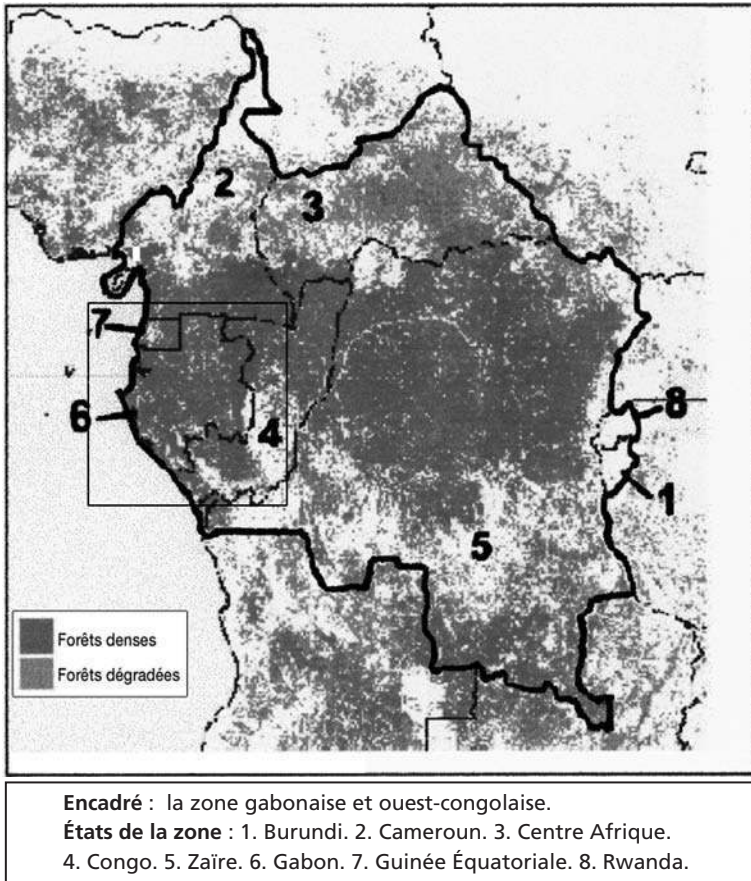 2
3
7
6
4
8
1
5
Forêts denses
Forêts dégradées
Encadré : la zone gabonaise et ouest-congolaise.
États de la zone : 1. Burundi. 2. Cameroun. 3. Centre Afrique.
4. Congo. 5. Zaïre. 6. Gabon. 7. Guinée Équatoriale. 8. Rwanda.